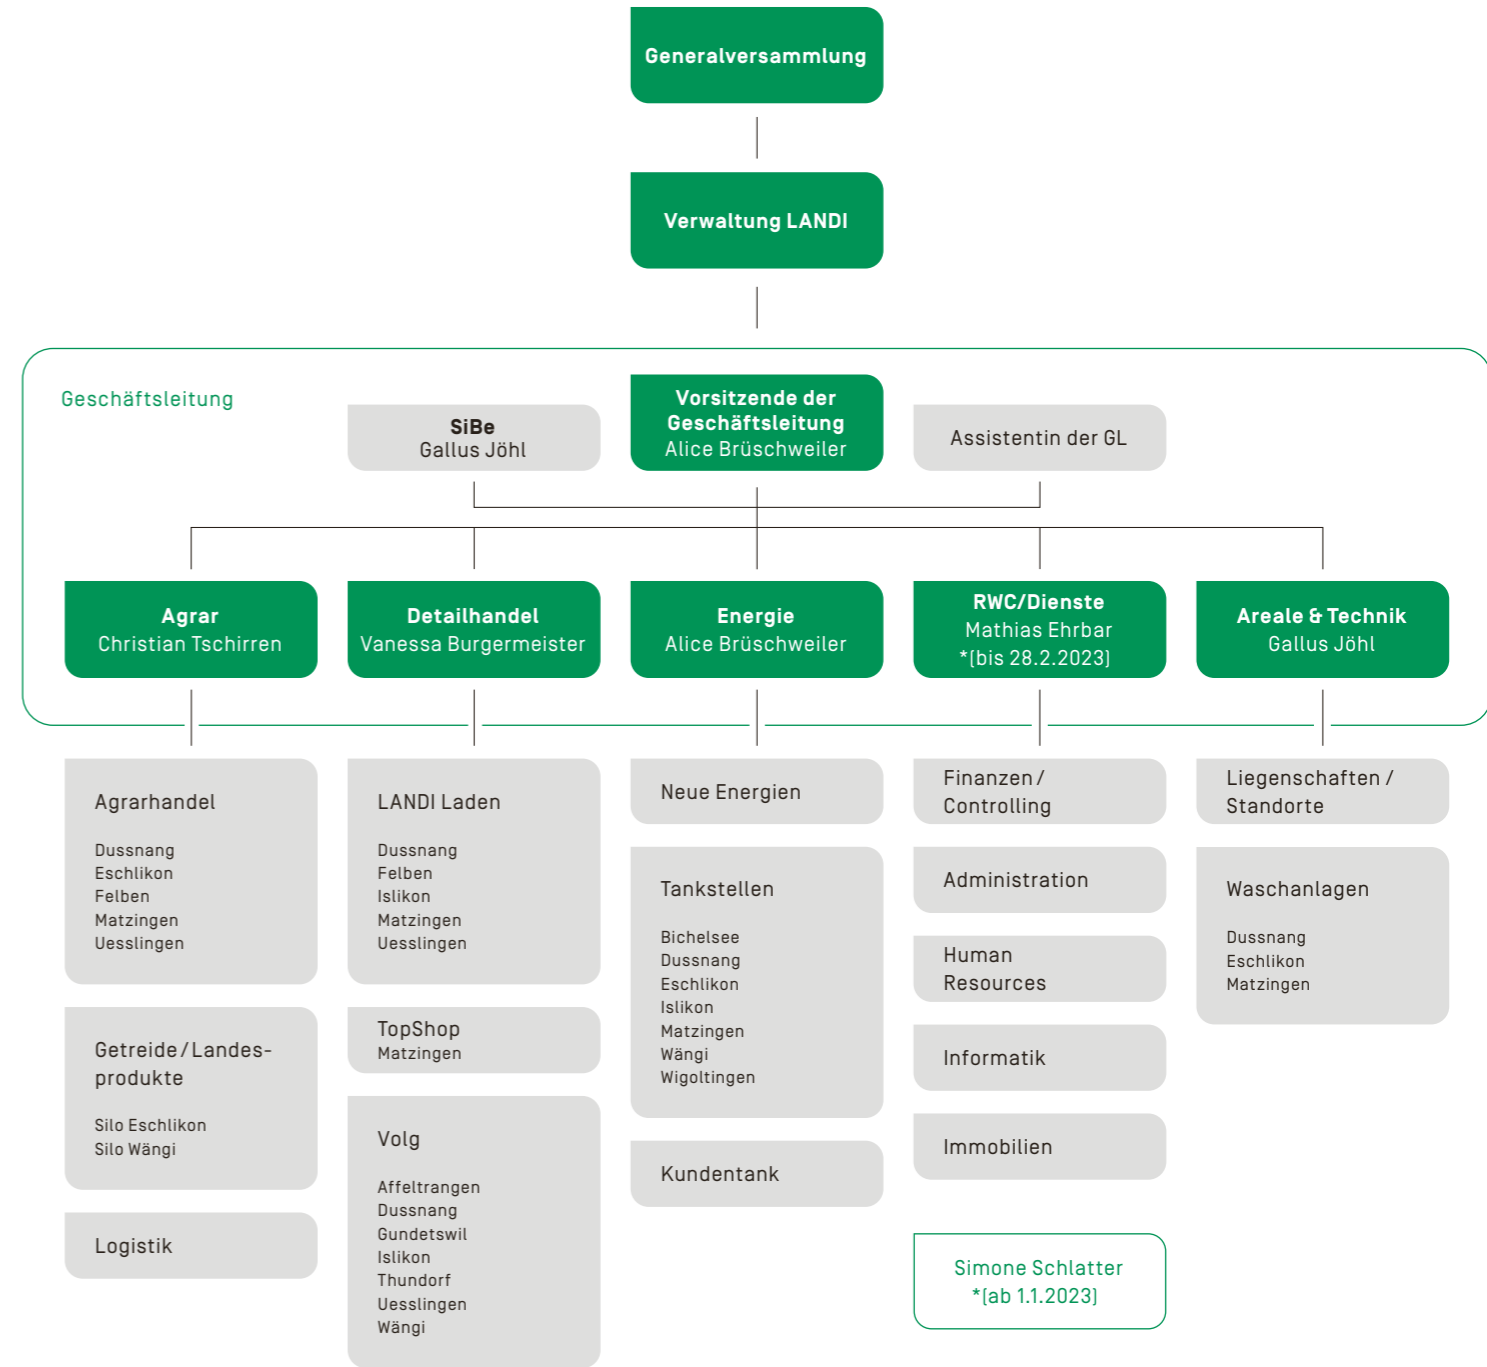 Generalversammlung
Verwaltung LANDI
Geschäftsleitung
SiBe
Gallus Jöhl
Vorsitzende der
Geschäftsleitung
Alice Brüschweiler
Assistentin der GL
Agrar
Christian Tschirren
Detailhandel
Vanessa Burgermeister
Energie
Alice Brüschweiler
RWC/Dienste
Mathias Ehrbar
*(bis 28.2.2023)
Areale & Technik
Gallus Jöhl
Agrarhandel
Dussnang
Eschlikon
Felben
Matzingen
Uesslingen
Getreide/Landes-
produkte
Silo Eschlikon
Silo Wängi
Logistik
LANDI Laden
Dussnang
Felben
Islikon
Matzingen
Uesslingen
TopShop
Matzingen
Volg
Affeltrangen
Dussnang
Gundetswil
Islikon
Thundorf
Uesslingen
Wängi
Neue Energien
Tankstellen
Bichelsee
Dussnang
Eschlikon
Islikon
Matzingen
Wängi
Wigoltingen
Kundentank
Finanzen/
Controlling
Administration
Human
Resources
Informatik
Immobilien
Simone Schlatter
*(ab 1.1.2023)
Liegenschaften/
Standorte
Waschanlagen
Dussnang
Eschlikon
Matzingen